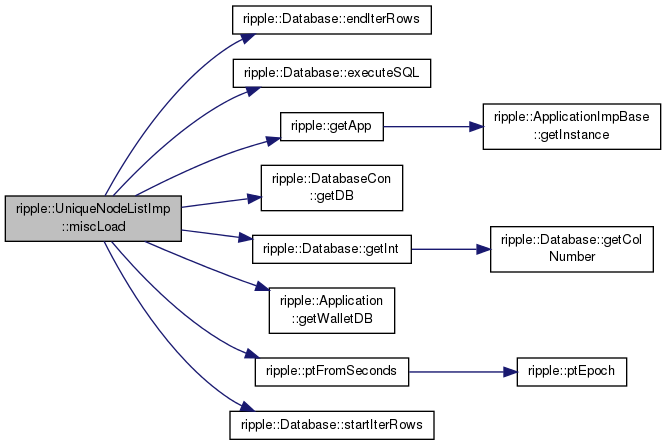 ripple::Database::endIterRows
ripple::Database::executeSQL
ripple::getApp
ripple::ApplicationImpBase
::getInstance
ripple::DatabaseCon
::getDB
ripple::UniqueNodeListImp
::miscLoad
ripple::Database::getInt
ripple::Database::getCol
Number
ripple::Application
::getWalletDB
ripple::ptFromSeconds
ripple::ptEpoch
ripple::Database::startIterRows